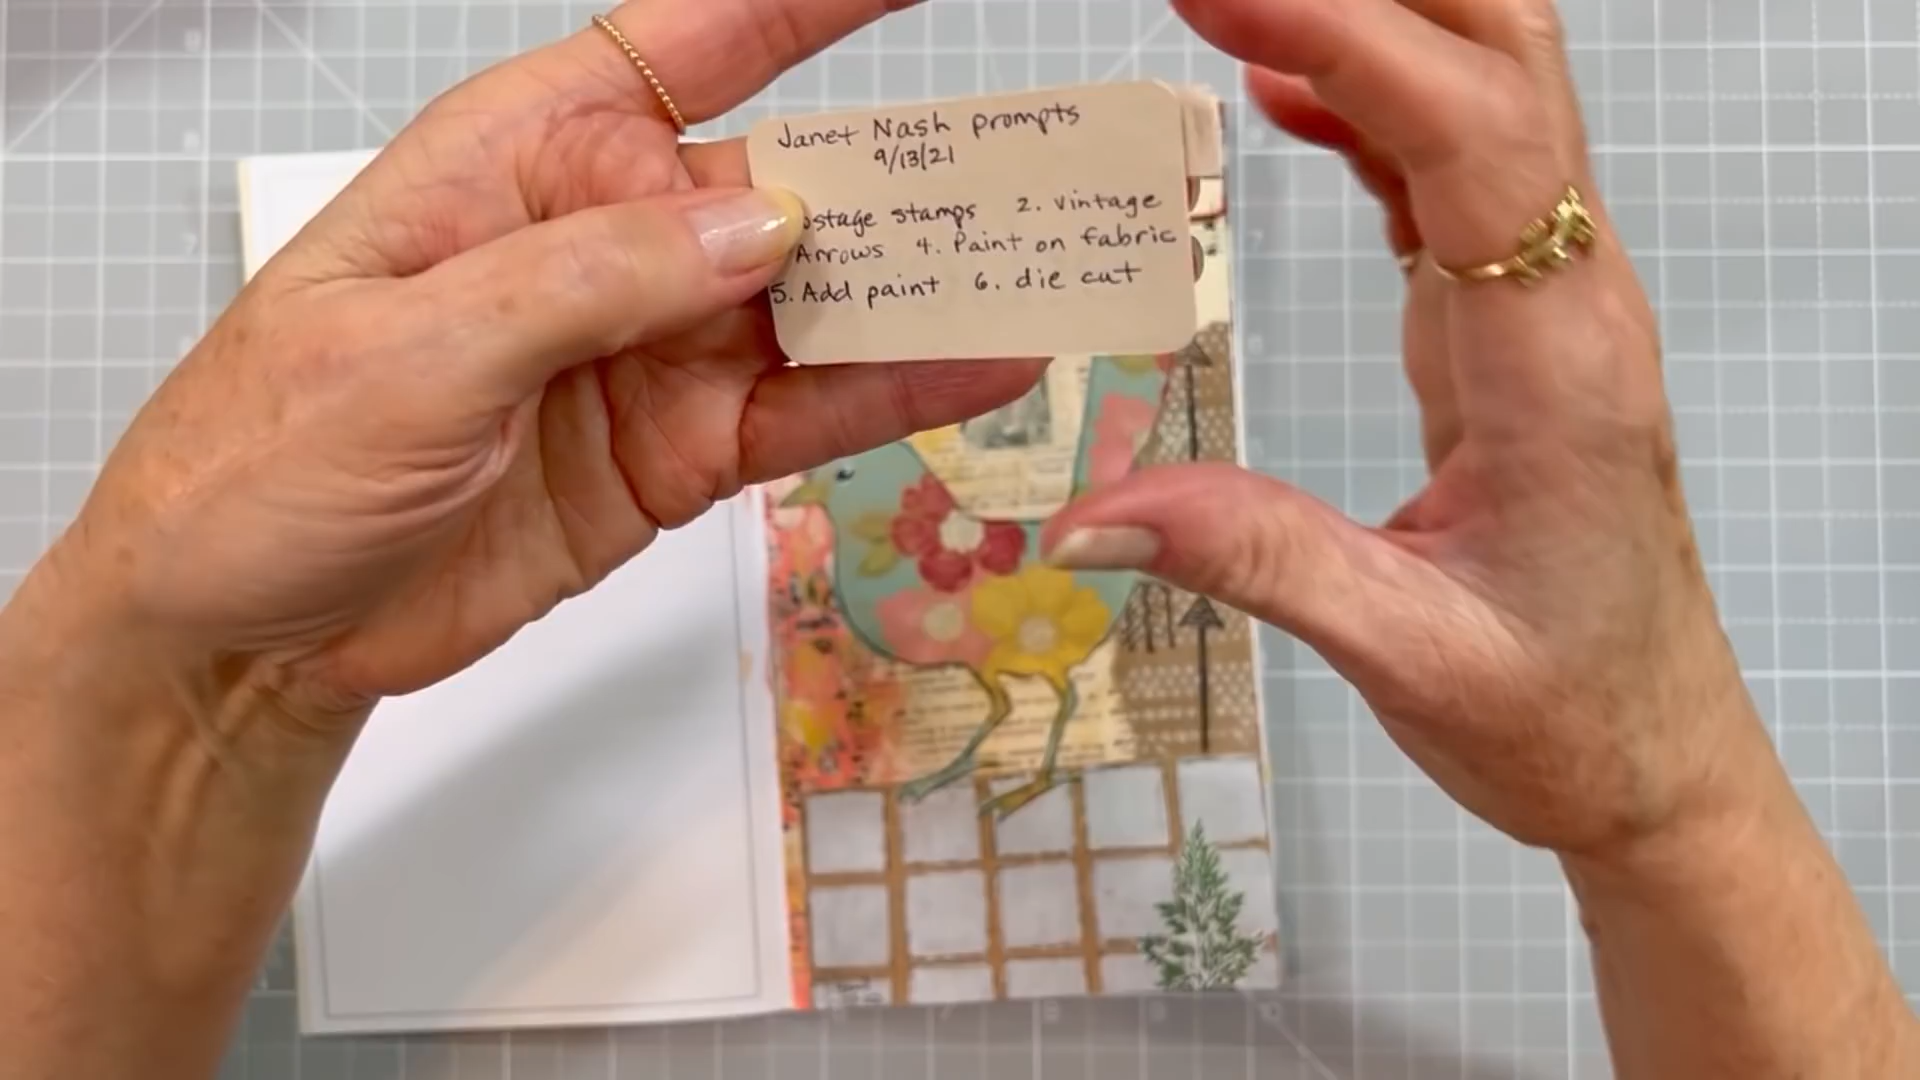 Janet Nash prompts
9/13/21
ostage stamps 2. vintage
Arrows 4. Paint on fabric
5. Add paint 6. die cut